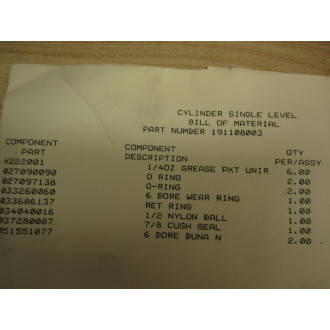 CYLINDER SINGLE LEVEL
BILL OF MATERIAL
PART NUMBER 191108003
COMPONENT PART COMPONENT DESCRIPTION QTY PER/ASSY
K222001 1/4OZ GREASE PKT UNIR 6.00
027090090 O RING 2.00
027097138 O-RING 2.00
033260060 6 BORE WEAR RING 1.00
033686137 RET RING 1.00
034040016 1/2 NYLON BALL 1.00
037280087 7/8 CUSH SEAL 1.00
051551077 6 BORE BUNA N 2.00